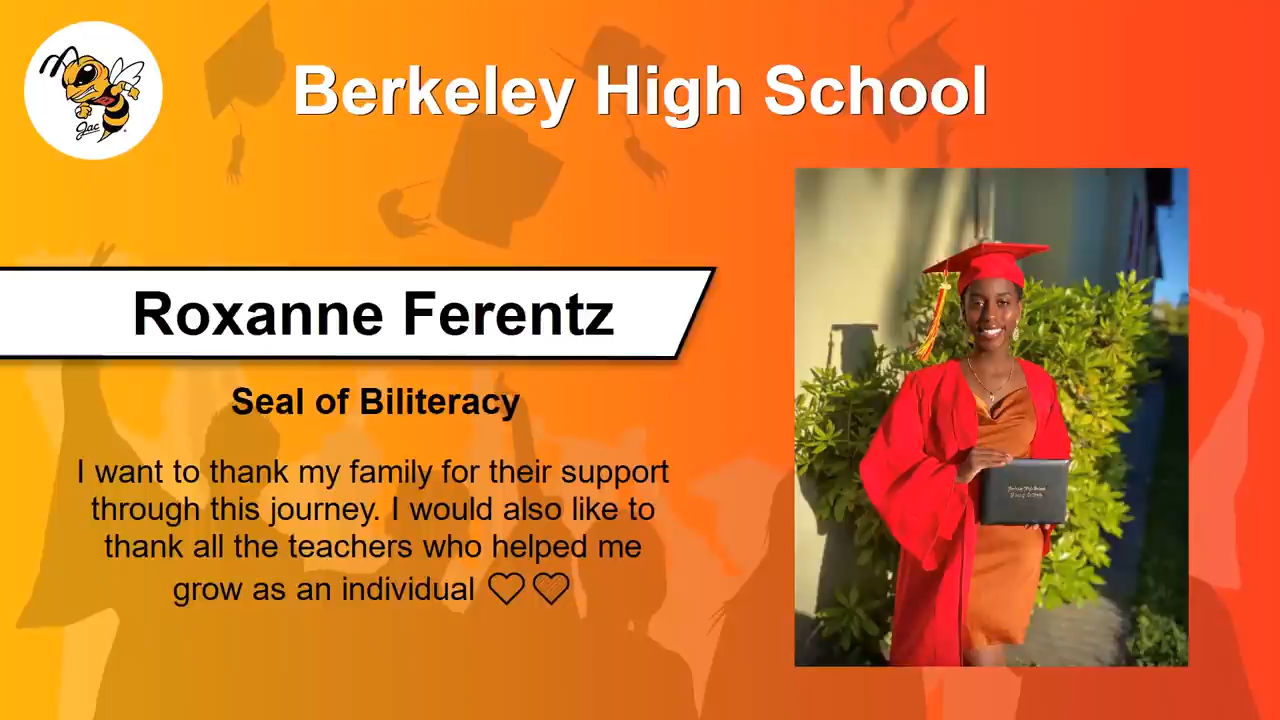 Jac
Berkeley High School
Roxanne Ferentz
Seal of Biliteracy
I want to thank my family for their support
through this journey. I would also like to
thank all the teachers who helped me
grow as an individual ♡ ♡